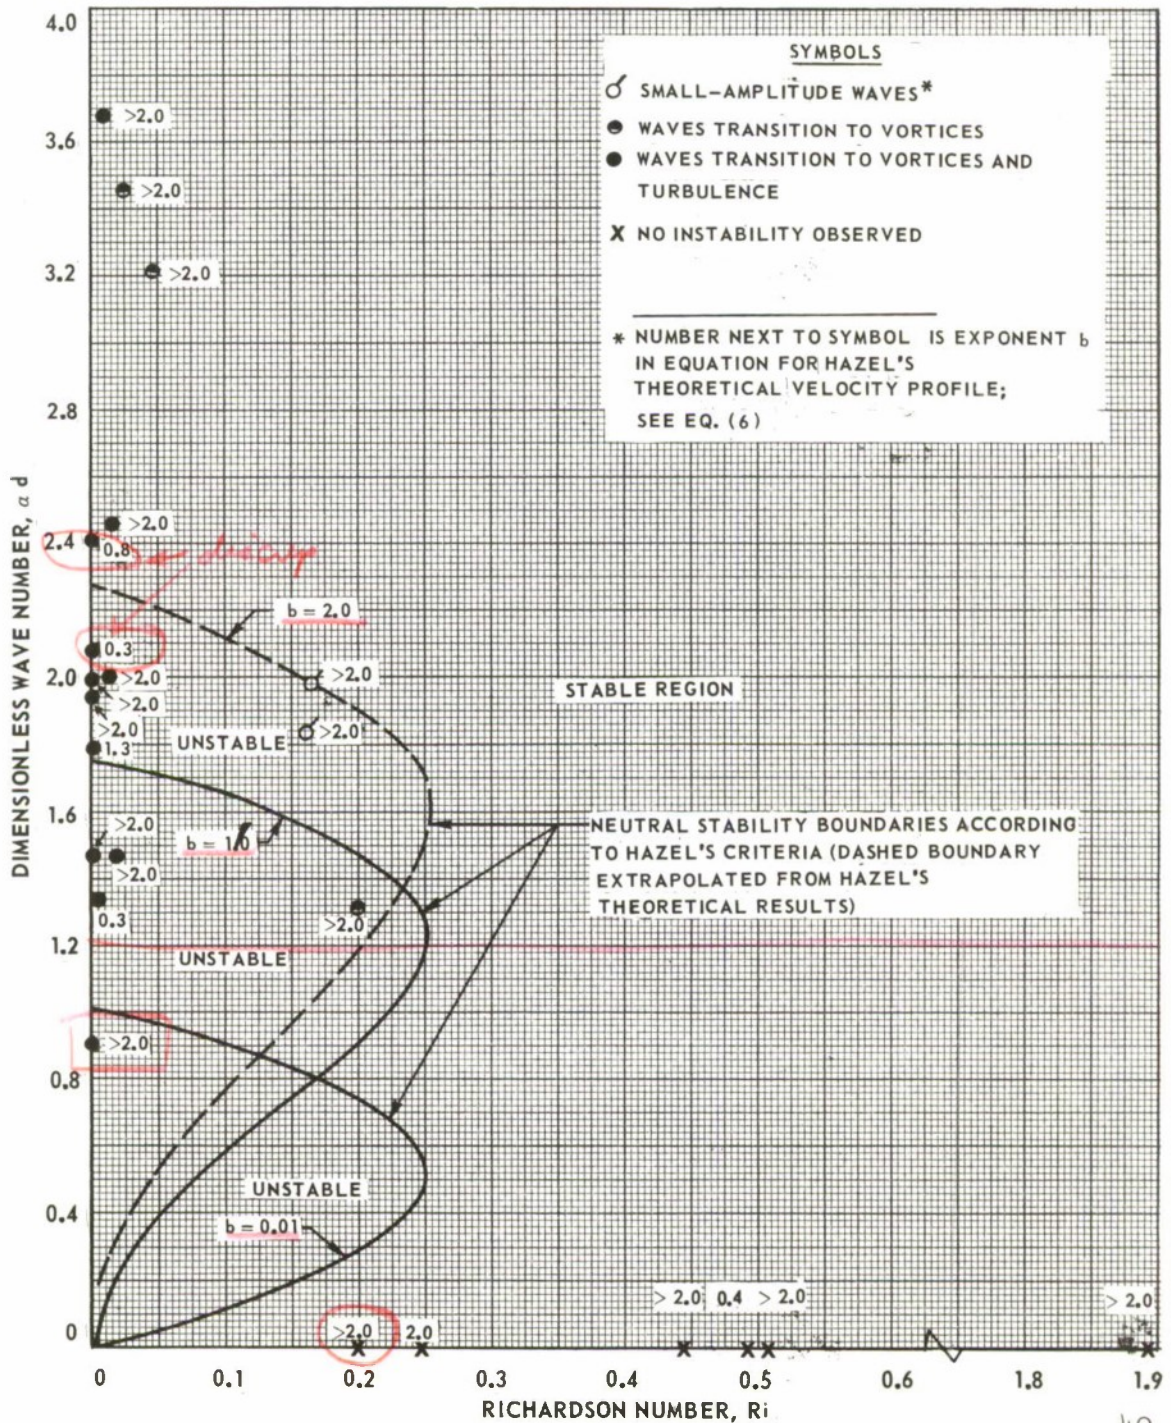 4.0
SYMBOLS
SMALL-AMPLITUDE WAVES*
WAVES TRANSITION TO VORTICES
WAVES TRANSITION TO VORTICES AND
TURBULENCE
X NO INSTABILITY OBSERVED
* NUMBER NEXT TO SYMBOL IS EXPONENT b
IN EQUATION FOR HAZEL'S
THEORETICAL VELOCITY PROFILE;
SEE EQ. (6)
>2.0
3.6
>2.0
>2.0
3.2
2.8
DIMENSIONLESS WAVE NUMBER, α d
>2.0
2.4
0.8
b = 2.0
0.3
2.0
>2.0
>2.0
>2.0
STABLE REGION
>2.0
>2.0
UNSTABLE
1.3
1.6
>2.0
b = 1.0
NEUTRAL STABILITY BOUNDARIES ACCORDING
TO HAZEL'S CRITERIA (DASHED BOUNDARY
EXTRAPOLATED FROM HAZEL'S
THEORETICAL RESULTS)
>2.0
0.3
>2.0
1.2
UNSTABLE
>2.0
0.8
UNSTABLE
0.4
b = 0.01
>2.0 0.4 >2.0
>2.0
>2.0 2.0
0
0 0.1 0.2 0.3 0.4 0.5 0.6 1.8 1.9
RICHARDSON NUMBER, Ri